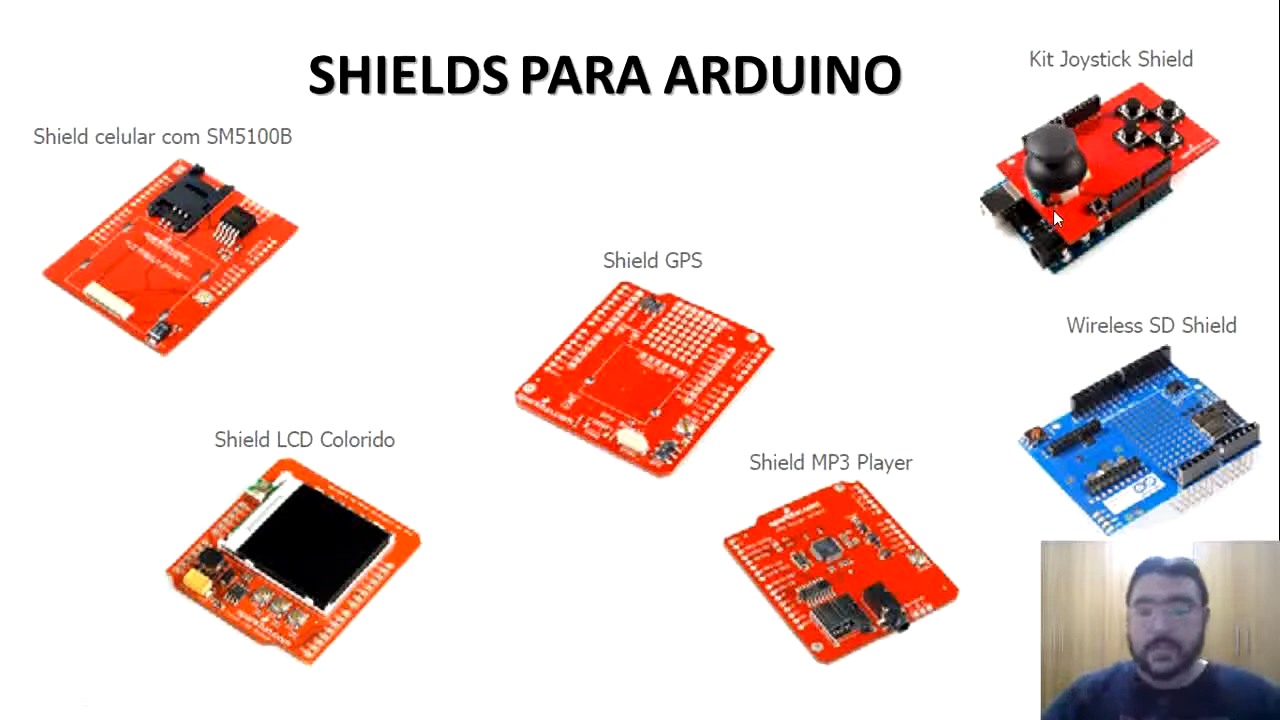 SHIELDS PARA ARDUINO
Kit Joystick Shield
Shield celular com SM5100B
Shield GPS
Wireless SD Shield
Shield LCD Colorido
Shield MP3 Player